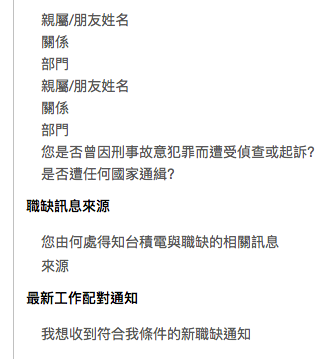 親屬/朋友姓名
關係
部門
親屬/朋友姓名
關係
部門
您是否曾因刑事故意犯罪而遭受偵查或起訴?
是否遭任何國家通緝?
職缺訊息來源
您由何處得知台積電與職缺的相關訊息
來源
最新工作配對通知
我想收到符合我條件的新職缺通知